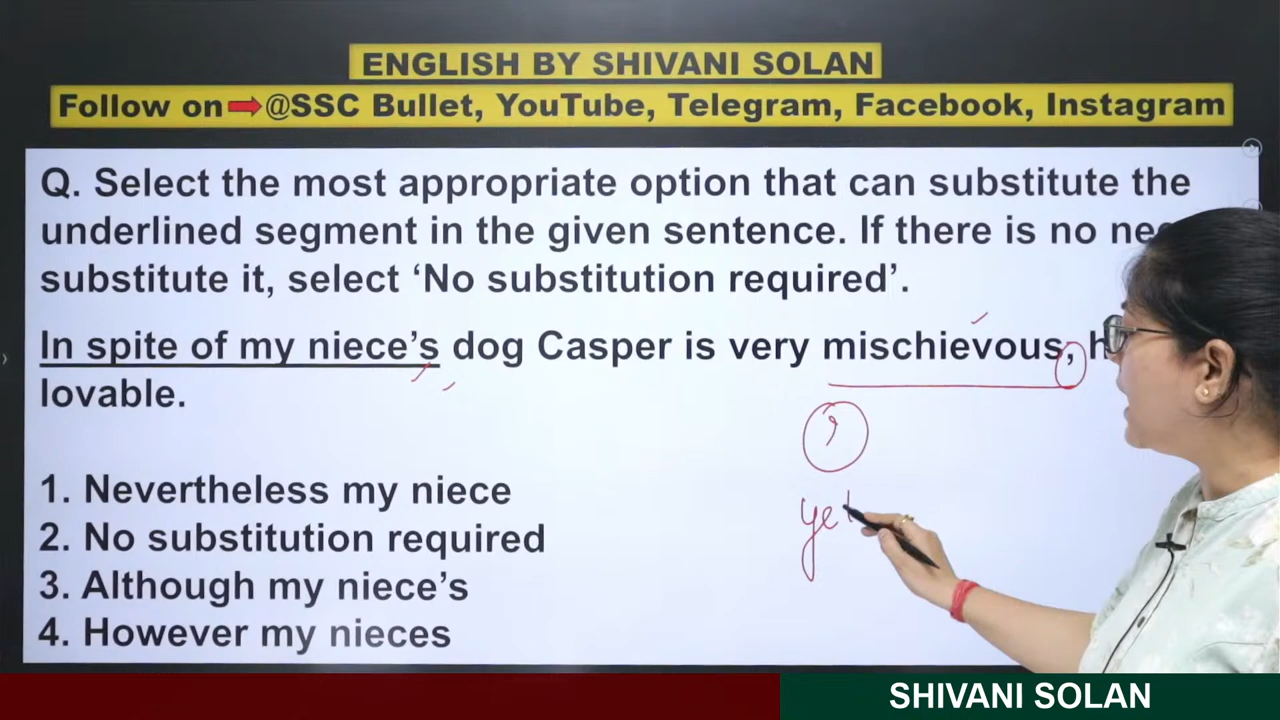 ENGLISH BY SHIVANI SOLAN
Follow on @SSC Bullet, YouTube, Telegram, Facebook, Instagram
Q. Select the most appropriate option that can substitute the
underlined segment in the given sentence. If there is no
substitute it, select ‘No substitution required’.
In spite of my niece’s dog Casper is very mischievous,
lovable.
,
yet
1. Nevertheless my niece
2. No substitution required
3. Although my niece’s
4. However my nieces
SHIVANI SOLAN